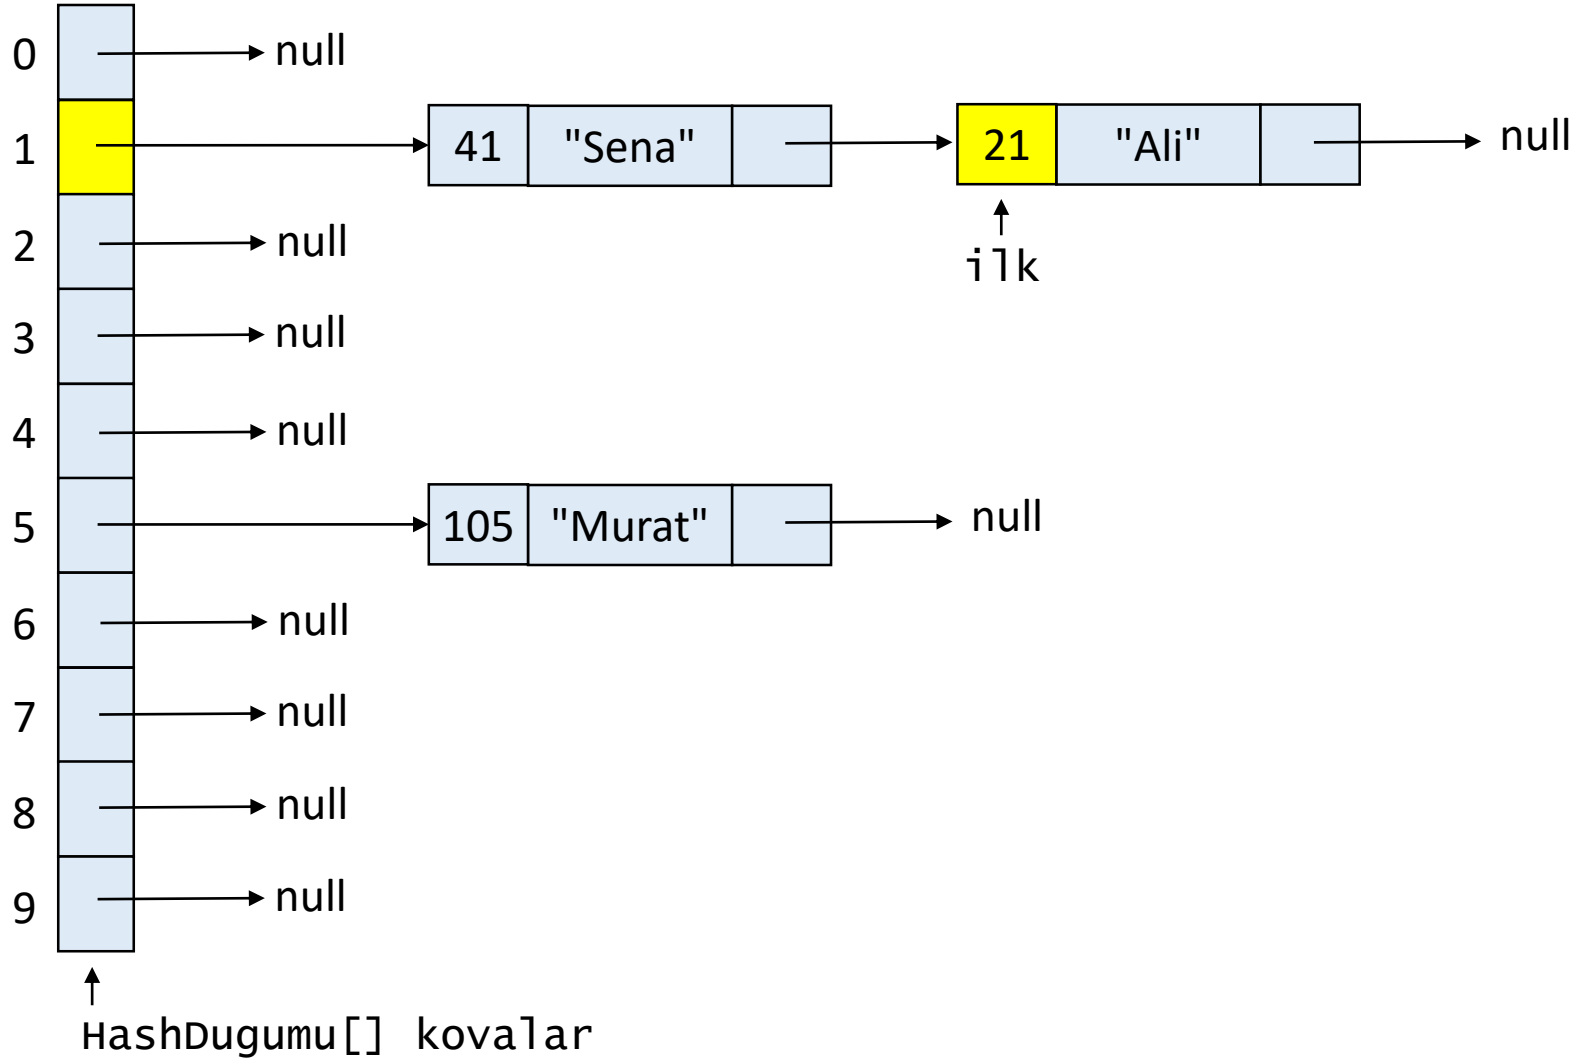 0 null
1 41 "Sena" 21 "Ali" null
2 null
ilk
3 null
4 null
5 105 "Murat" null
6 null
7 null
8 null
9 null
HashDugumu[] kovalar